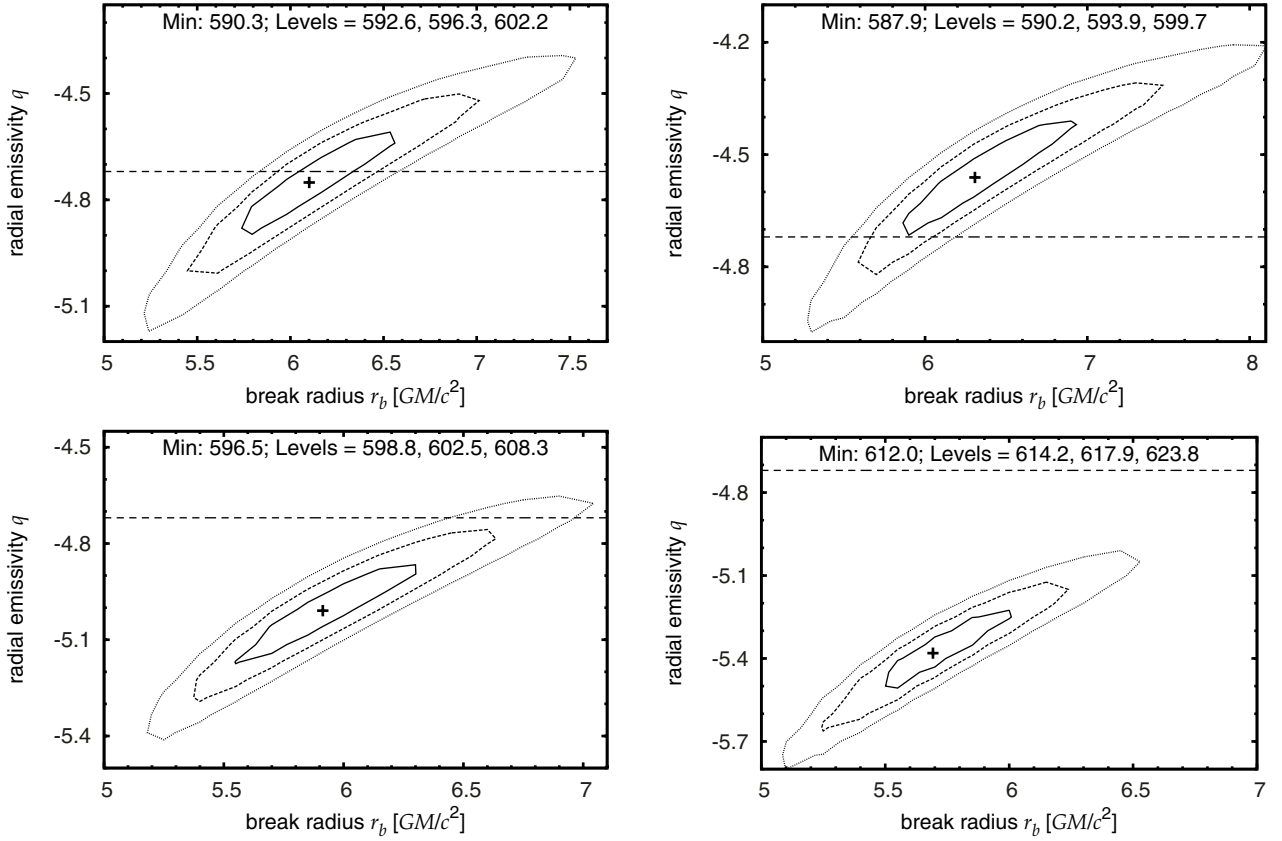 Min: 590.3; Levels = 592.6, 596.3, 602.2
radial emissivity q
-4.5
-4.8
-5.1
5
5.5
6
6.5
7
7.5
break radius r_b [GM/c²]
Min: 587.9; Levels = 590.2, 593.9, 599.7
radial emissivity q
-4.2
-4.5
-4.8
5
6
7
8
break radius r_b [GM/c²]
Min: 596.5; Levels = 598.8, 602.5, 608.3
radial emissivity q
-4.5
-4.8
-5.1
-5.4
5
5.5
6
6.5
7
break radius r_b [GM/c²]
Min: 612.0; Levels = 614.2, 617.9, 623.8
radial emissivity q
-4.8
-5.1
-5.4
-5.7
5
5.5
6
6.5
7
break radius r_b [GM/c²]